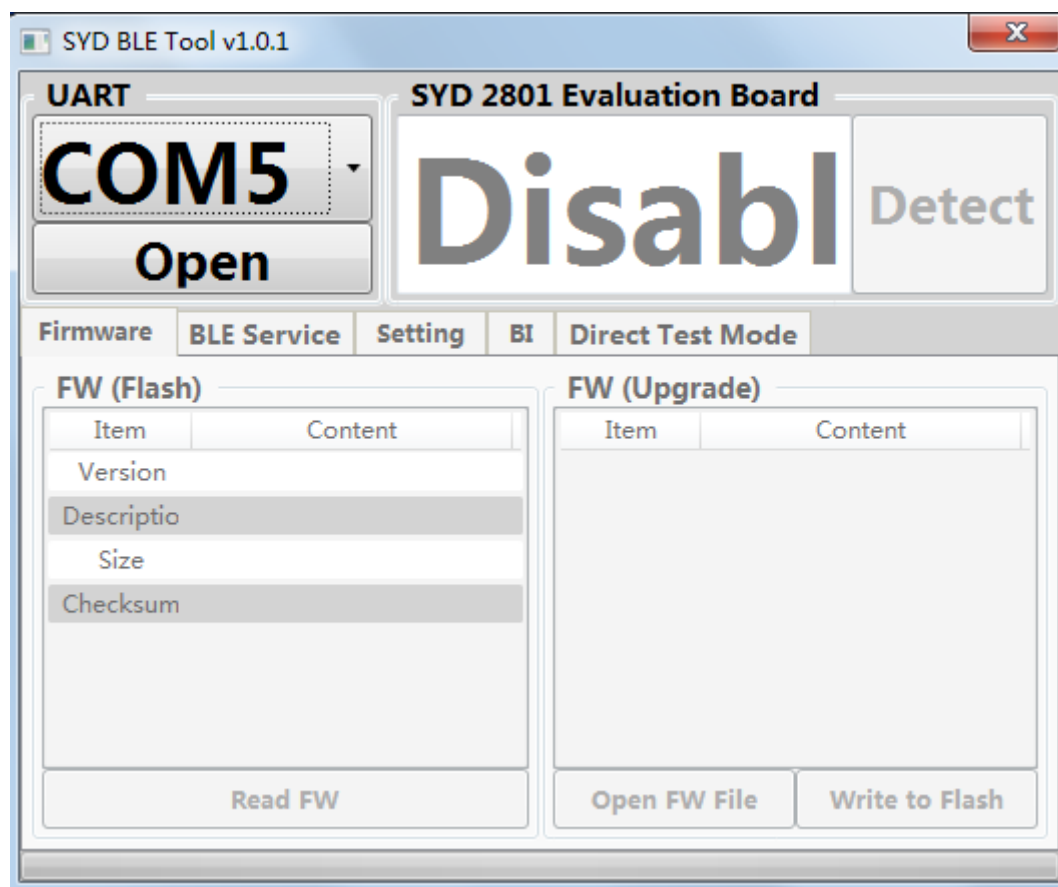 SYD BLE Tool v1.0.1
UART
SYD 2801 Evaluation Board
COM5
Disabl
Detect
Open
Firmware BLE Service Setting BI Direct Test Mode
FW (Flash)
FW (Upgrade)
Item Content
Item Content
Version
Descriptio
Size
Checksum
Read FW
Open FW File
Write to Flash